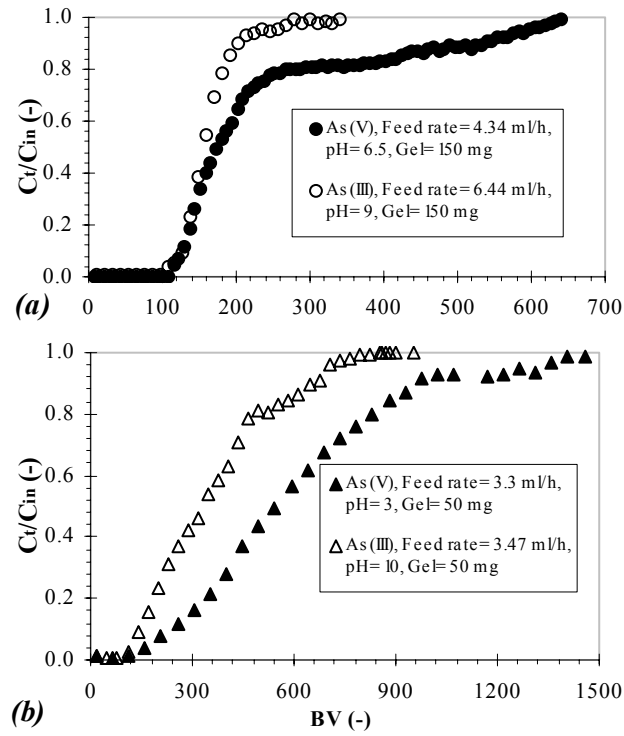 1.0
0.8
0.6
0.4
0.2
0.0
Ct/Cin (-)
As(V), Feed rate= 4.34 ml/h,
pH= 6.5, Gel= 150 mg
As(III), Feed rate= 6.44 ml/h,
pH= 9, Gel= 150 mg
0 100 200 300 400 500 600 700
(a)
1.0
0.8
0.6
0.4
0.2
0.0
Ct/Cin (-)
As(V), Feed rate= 3.3 ml/h,
pH= 3, Gel= 50 mg
As(III), Feed rate= 3.47 ml/h,
pH= 10, Gel= 50 mg
0 300 600 900 1200 1500
(b)
BV (-)